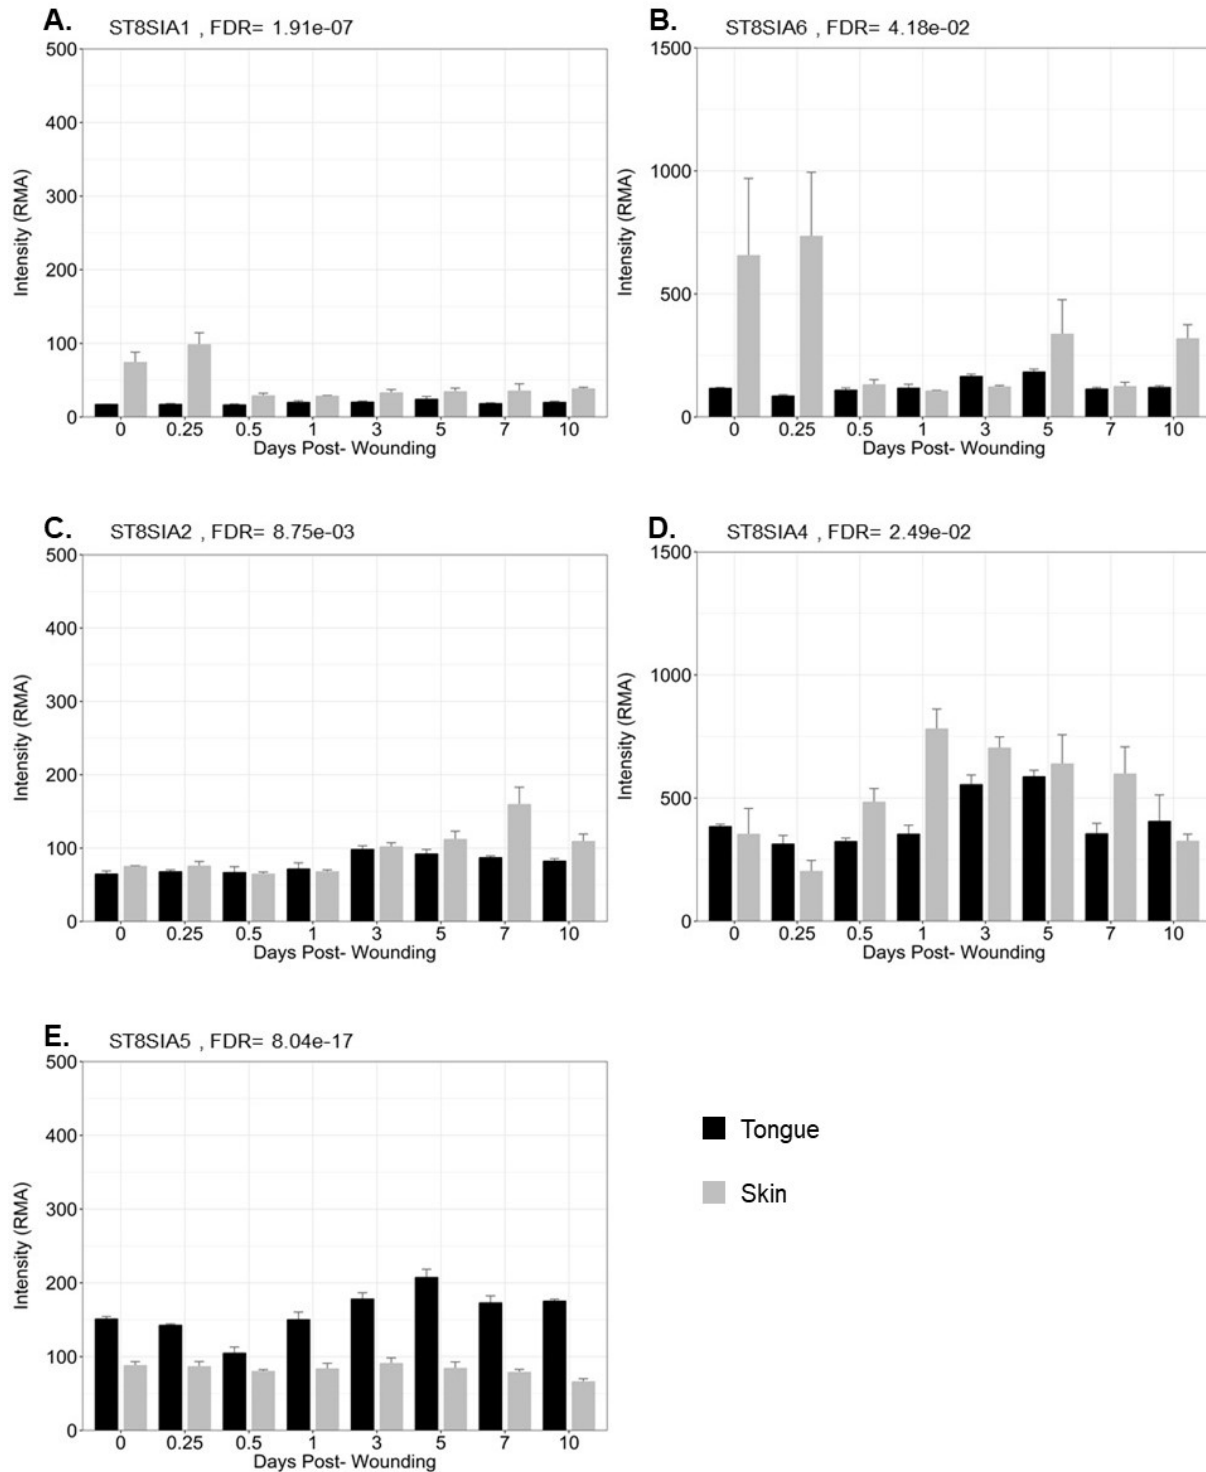 A. ST8SIA1 , FDR= 1.91e-07
500
400
300
200
100
0
Intensity (RMA)
0 0.25 0.5 1 3 5 7 10
Days Post- Wounding
B. ST8SIA6 , FDR= 4.18e-02
1500
1000
500
0
Intensity (RMA)
0 0.25 0.5 1 3 5 7 10
Days Post- Wounding
C. ST8SIA2 , FDR= 8.75e-03
500
400
300
200
100
0
Intensity (RMA)
0 0.25 0.5 1 3 5 7 10
Days Post- Wounding
D. ST8SIA4 , FDR= 2.49e-02
1500
1000
500
0
Intensity (RMA)
0 0.25 0.5 1 3 5 7 10
Days Post- Wounding
E. ST8SIA5 , FDR= 8.04e-17
500
400
300
200
100
0
Intensity (RMA)
0 0.25 0.5 1 3 5 7 10
Days Post- Wounding
Tongue
Skin